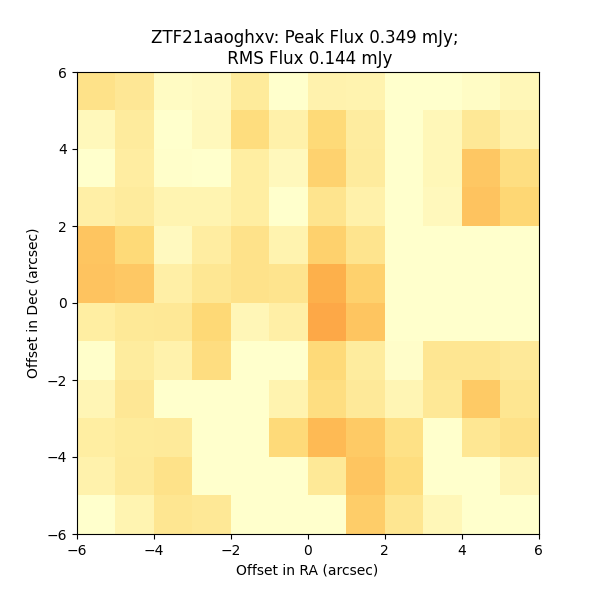 ZTF21aaoghxv: Peak Flux 0.349 mJy;
RMS Flux 0.144 mJy
6
4
2
0
−2
−4
−6
Offset in Dec (arcsec)
−6 −4 −2 0 2 4 6
Offset in RA (arcsec)